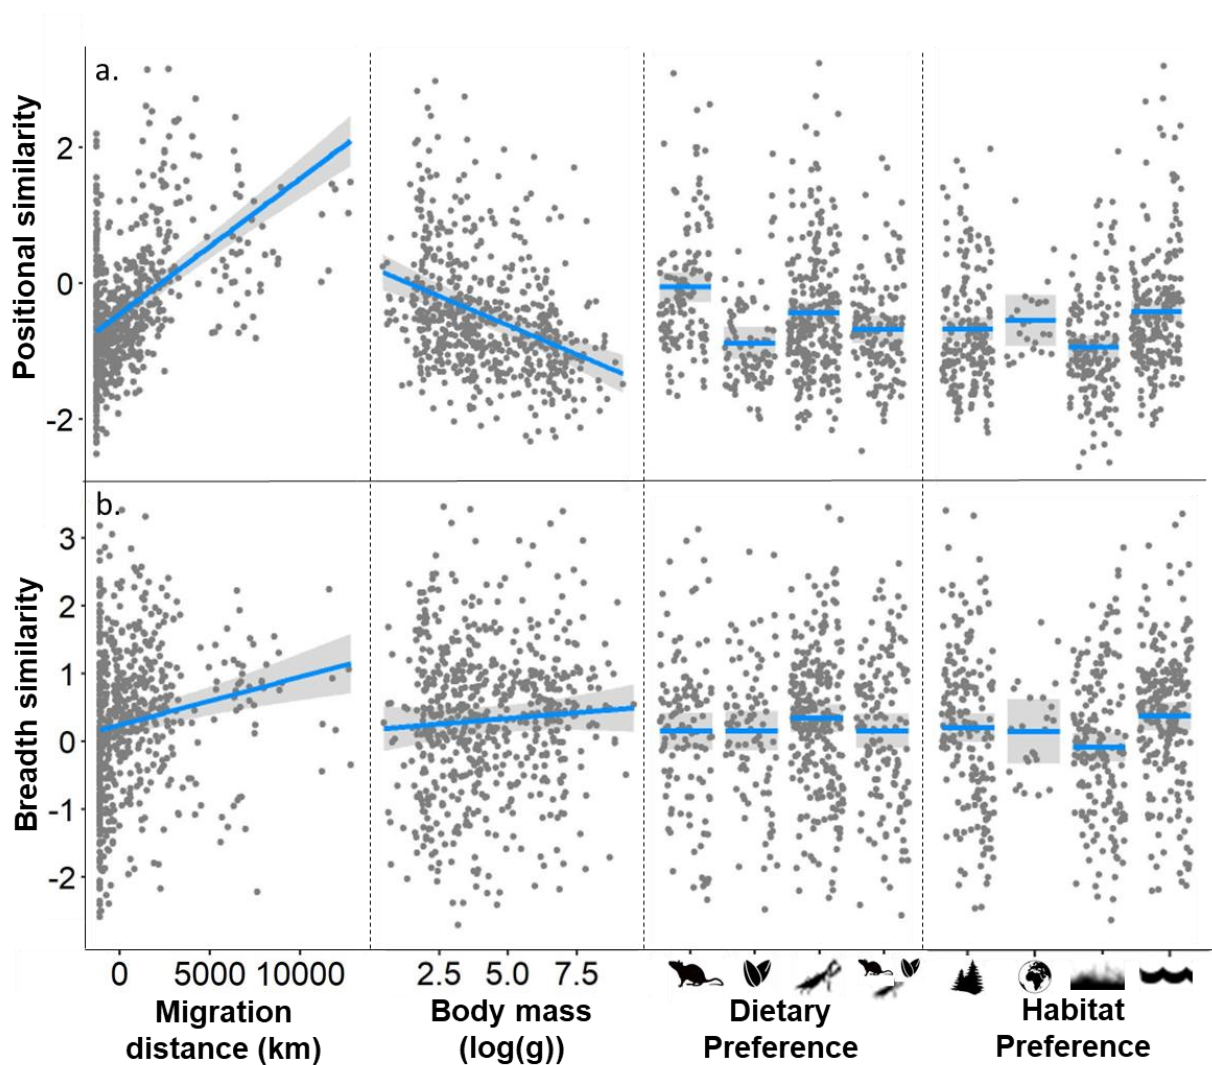 a.
Positional similarity
2
0
-2
b.
Breadth similarity
3
2
1
0
-1
-2
0 5000 10000
2.5 5.0 7.5
Migration
distance (km)
Body mass
(log(g))
Dietary
Preference
Habitat
Preference